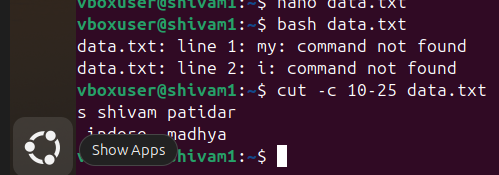 vboxuser@shivam1:~$ nano data.txt
vboxuser@shivam1:~$ bash data.txt
data.txt: line 1: my: command not found
data.txt: line 2: i: command not found
vboxuser@shivam1:~$ cut -c 10-25 data.txt
s shivam patidar
indore madhya
shivam1:~$
Show Apps